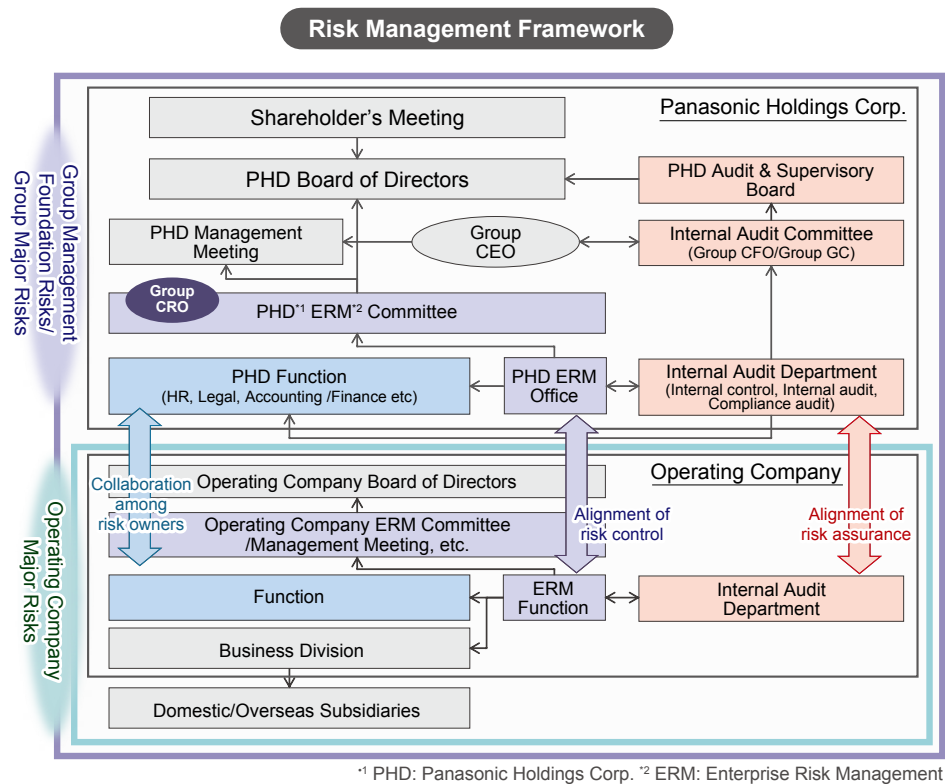 Risk Management Framework
Panasonic Holdings Corp.
Shareholder's Meeting
PHD Board of Directors
PHD Audit & Supervisory
Board
PHD Management
Meeting
Group
CEO
Internal Audit Committee
(Group CFO/Group GC)
Group
CRO
PHD*1 ERM*2 Committee
PHD Function
(HR, Legal, Accounting /Finance etc)
PHD ERM
Office
Internal Audit Department
(Internal control, Internal audit,
Compliance audit)
Group Management
Foundation Risks/
Group Major Risks
Operating Company
Operating Company Board of Directors
Collaboration
among
risk owners
Operating Company ERM Committee
/Management Meeting, etc.
Alignment of
risk control
Alignment of
risk assurance
Function
ERM
Function
Internal Audit
Department
Business Division
Domestic/Overseas Subsidiaries
Operating Company
Major Risks
*1 PHD: Panasonic Holdings Corp. *2 ERM: Enterprise Risk Management